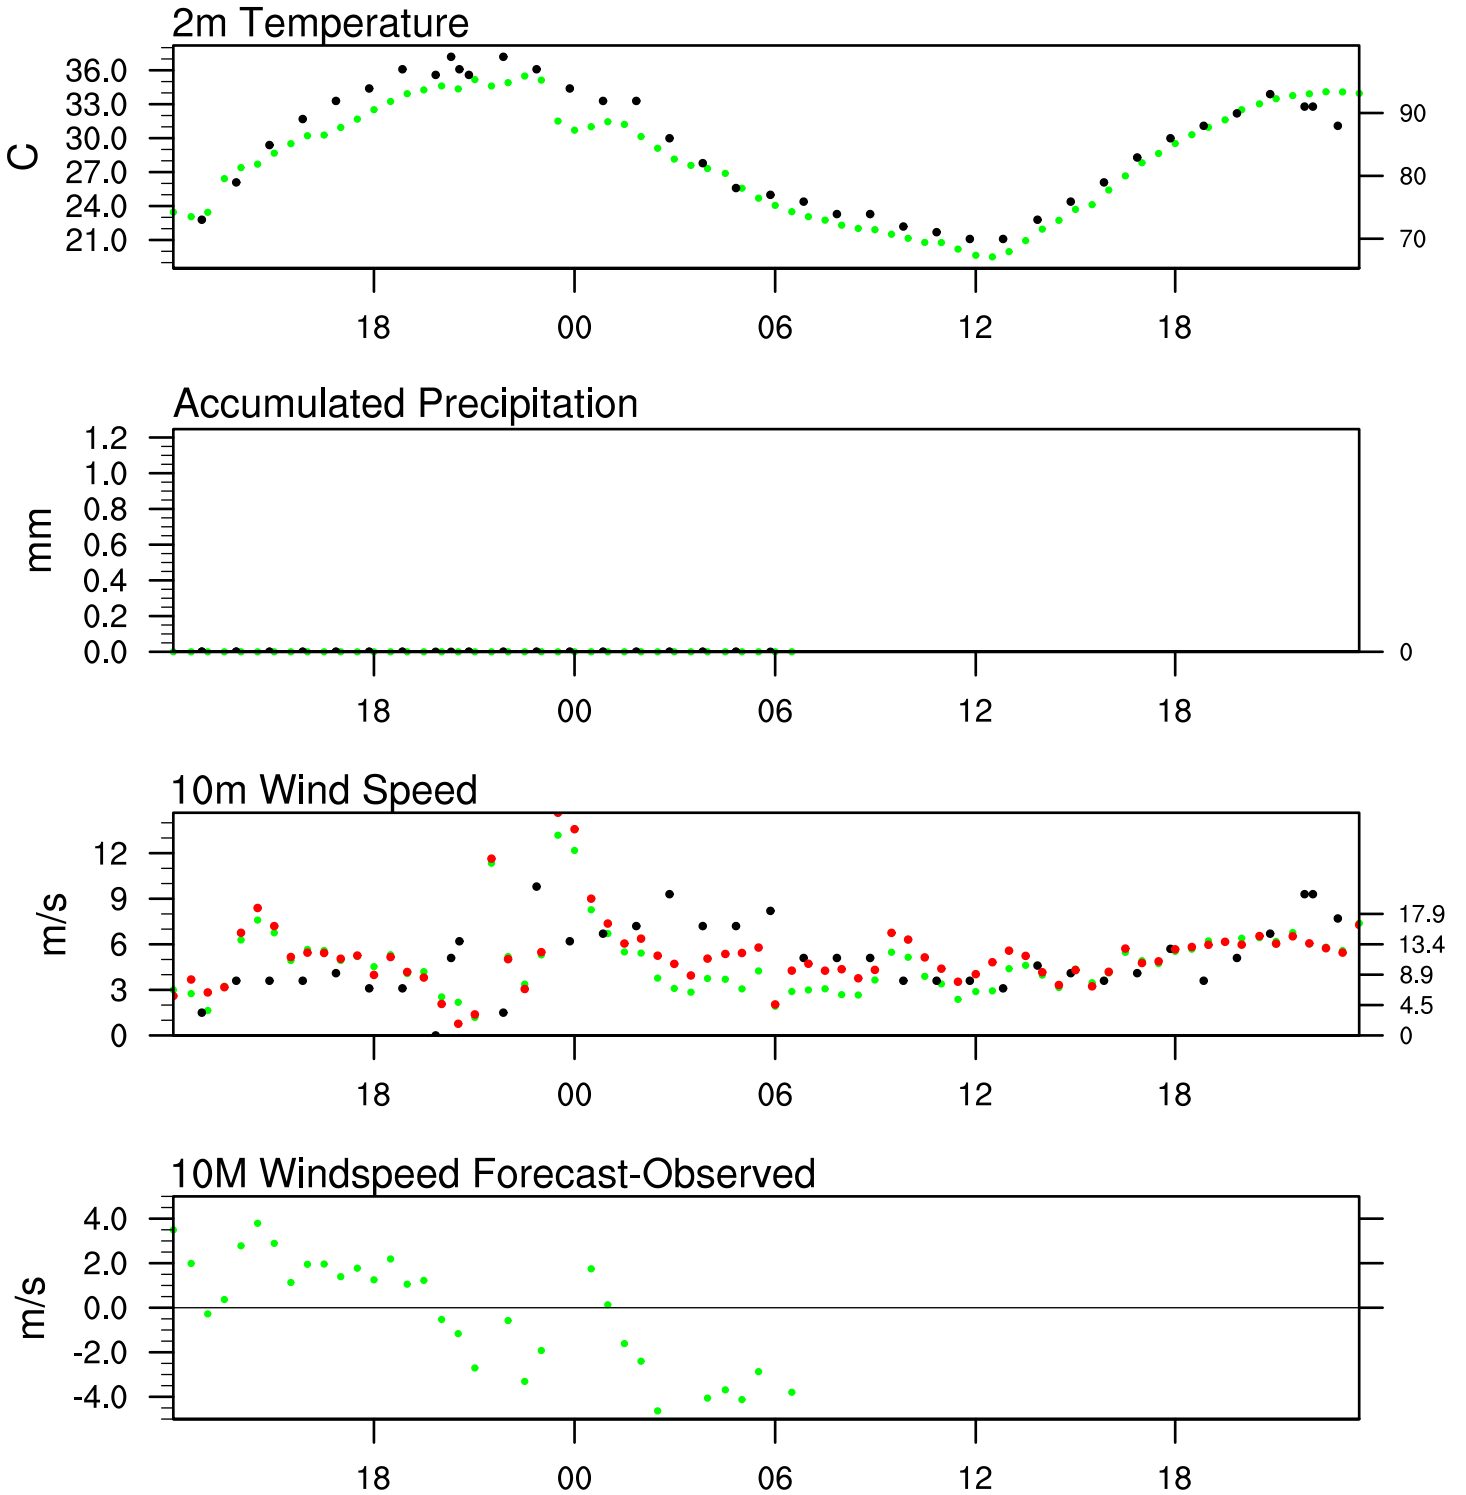 2m Temperature
36.0
33.0
30.0
27.0
24.0
21.0
C
90
80
70
18 00 06 12 18
Accumulated Precipitation
1.2
1.0
0.8
0.6
0.4
0.2
0.0
mm
0
18 00 06 12 18
10m Wind Speed
12
9
6
3
0
m/s
17.9
13.4
8.9
4.5
0
18 00 06 12 18
10M Windspeed Forecast-Observed
4.0
2.0
0.0
-2.0
-4.0
m/s
18 00 06 12 18